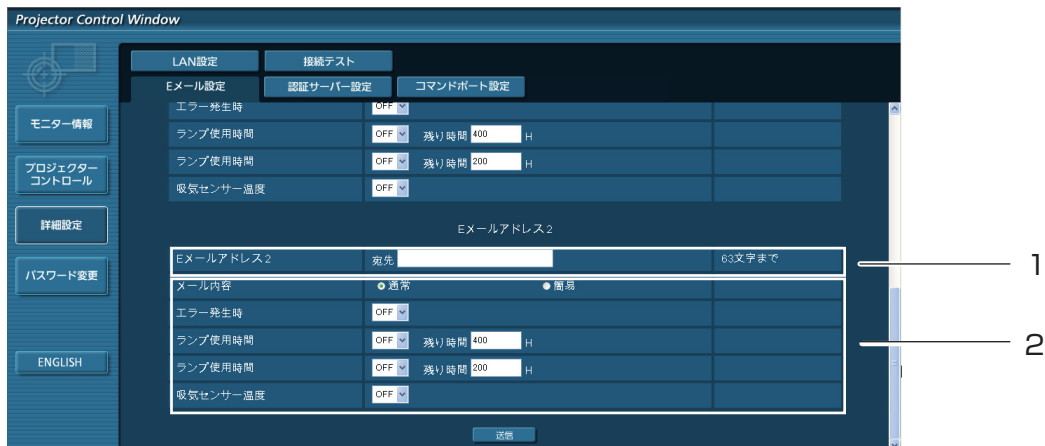 Projector Control Window
LAN設定 接続テスト
Eメール設定 認証サーバー設定 コマンドポート設定
モニター情報
プロジェクター
コントロール
詳細設定
パスワード変更
ENGLISH
エラー発生時 OFF
ランプ使用時間 OFF 残り時間 400 H
ランプ使用時間 OFF 残り時間 200 H
吸気センサー温度 OFF
Eメールアドレス2
Eメールアドレス2 宛先 63文字まで
メール内容 通常 簡易
エラー発生時 OFF
ランプ使用時間 OFF 残り時間 400 H
ランプ使用時間 OFF 残り時間 200 H
吸気センサー温度 OFF
送信
1
2